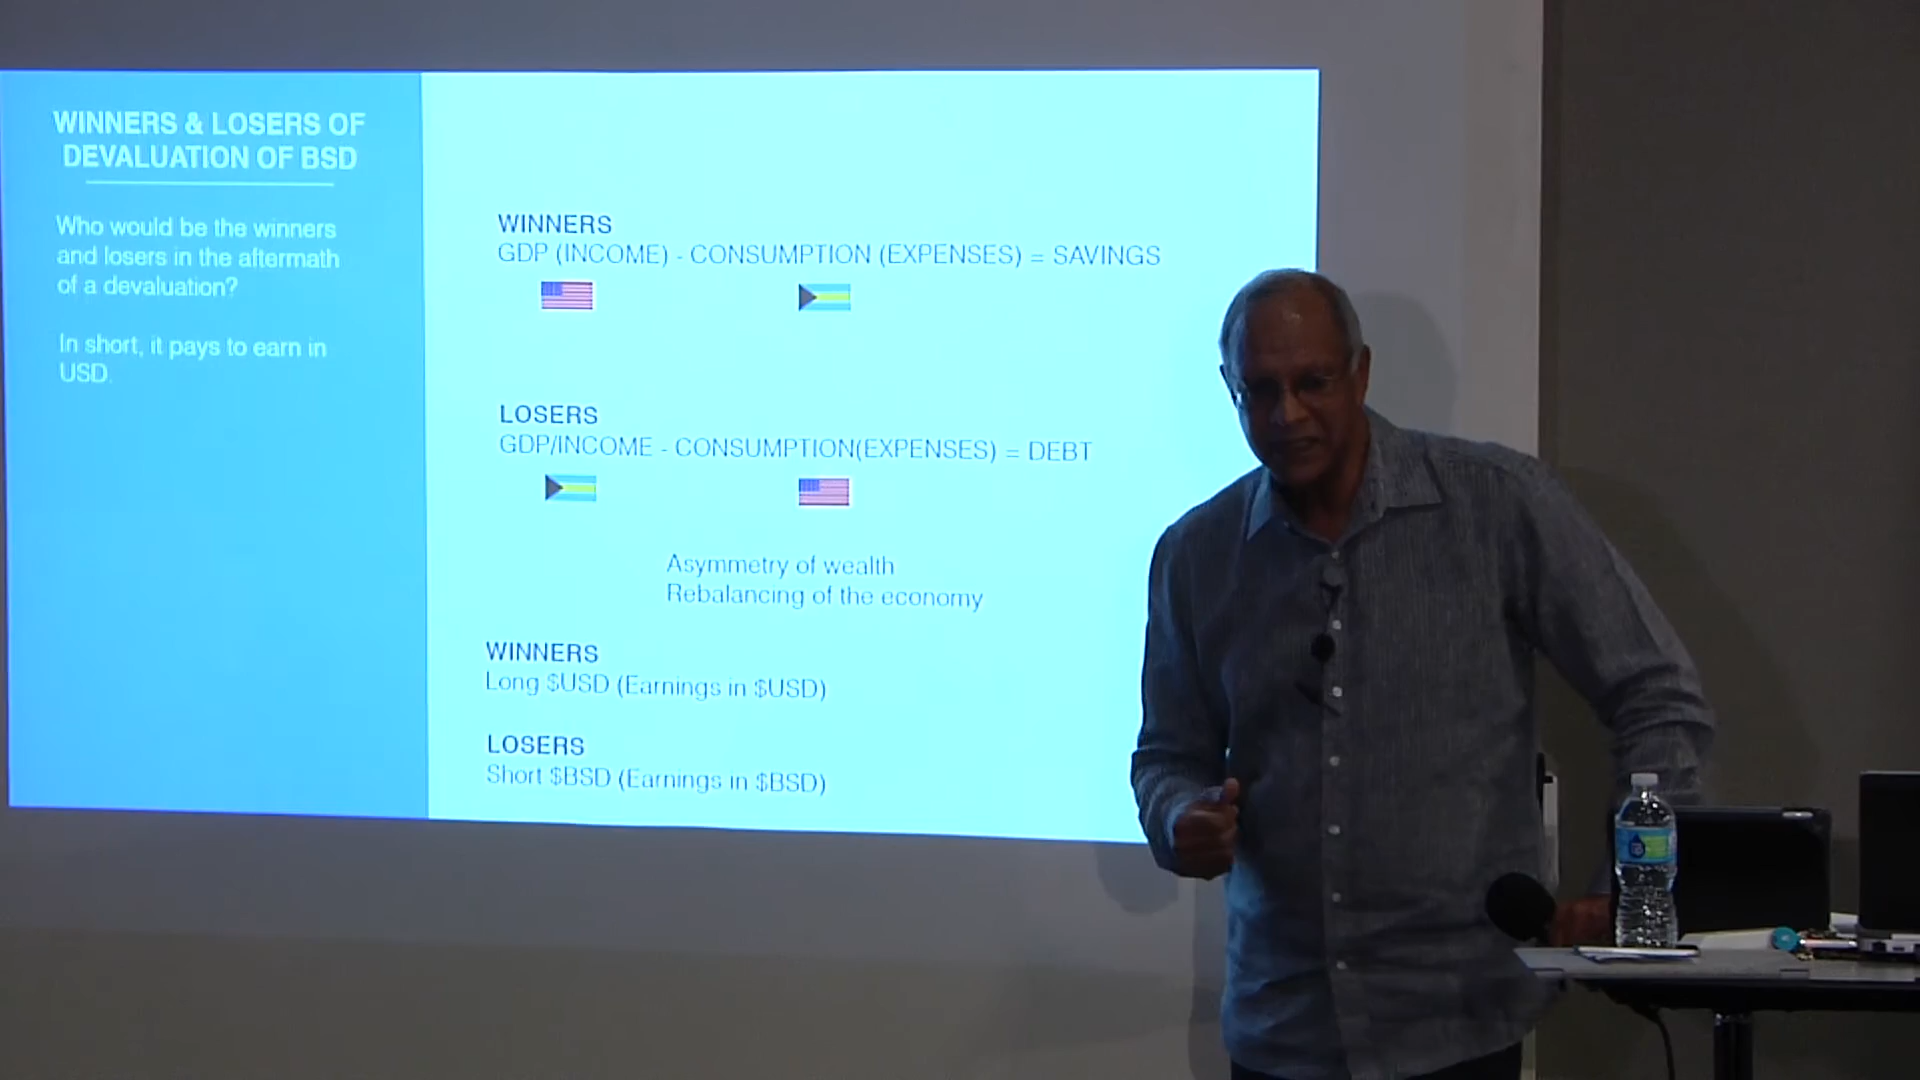 WINNERS & LOSERS OF
DEVALUATION OF BSD
Who would be the winners
and losers in the aftermath
of a devaluation?
In short, it pays to earn in
USD.
WINNERS
GDP (INCOME) - CONSUMPTION (EXPENSES) = SAVINGS
LOSERS
GDP/INCOME - CONSUMPTION(EXPENSES) = DEBT
Asymmetry of wealth
Rebalancing of the economy
WINNERS
Long $USD (Earnings in $USD)
LOSERS
Short $BSD (Earnings in $BSD)